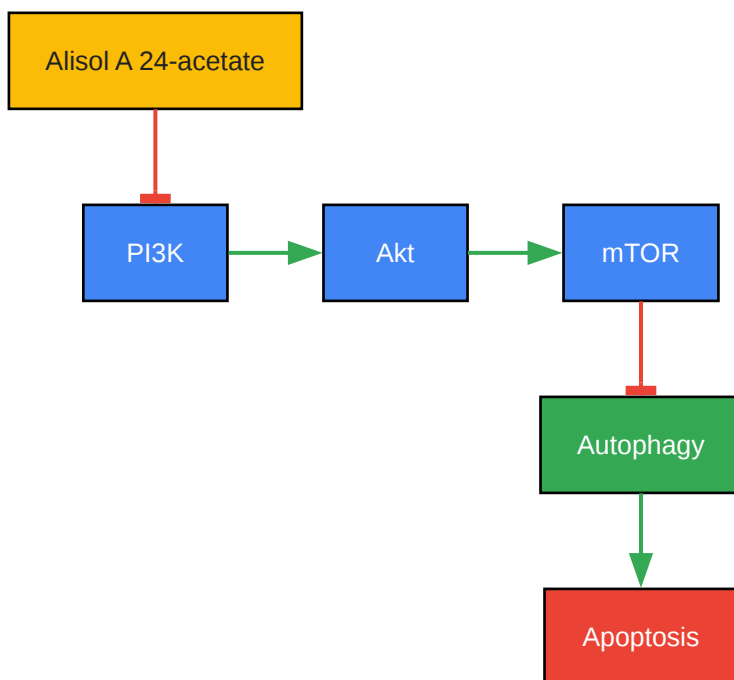 Alisol A 24-acetate
PI3K
Akt
mTOR
Autophagy
Apoptosis